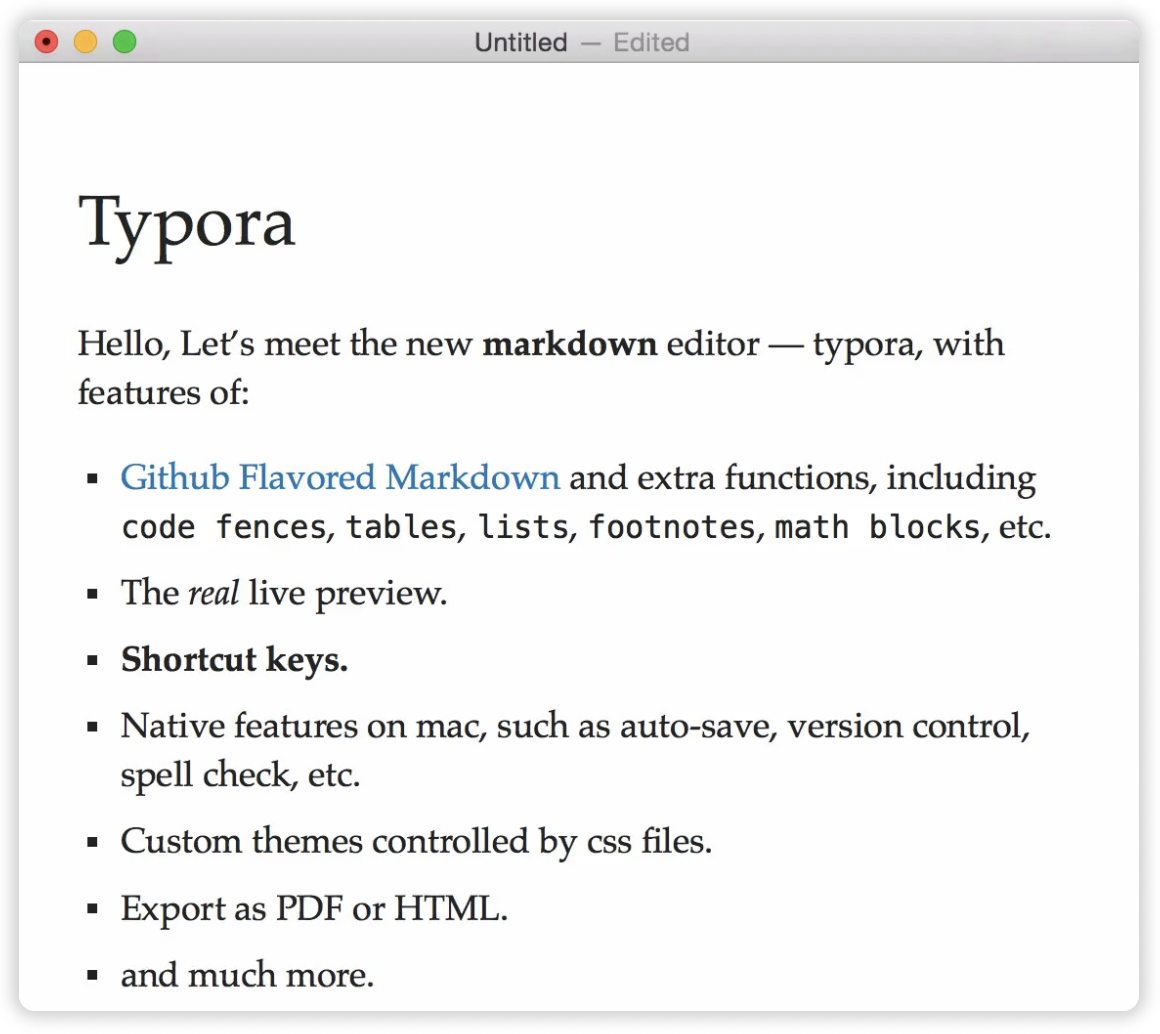 Untitled — Edited
Typora
Hello, Let’s meet the new markdown editor — typora, with
features of:
Github Flavored Markdown and extra functions, including
code fences, tables, lists, footnotes, math blocks, etc.
The real live preview.
Shortcut keys.
Native features on mac, such as auto-save, version control,
spell check, etc.
Custom themes controlled by css files.
Export as PDF or HTML.
and much more.